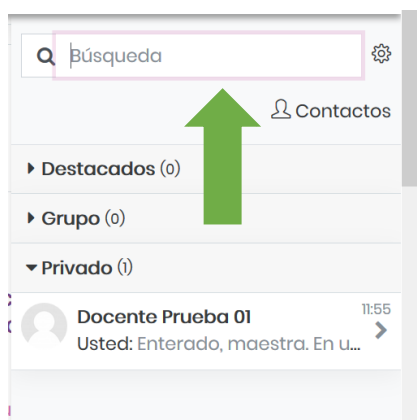 Búsqueda
Contactos
Destacados (0)
Grupo (0)
Privado (1)
Docente Prueba 01 11:55
Usted: Enterado, maestra. En u...